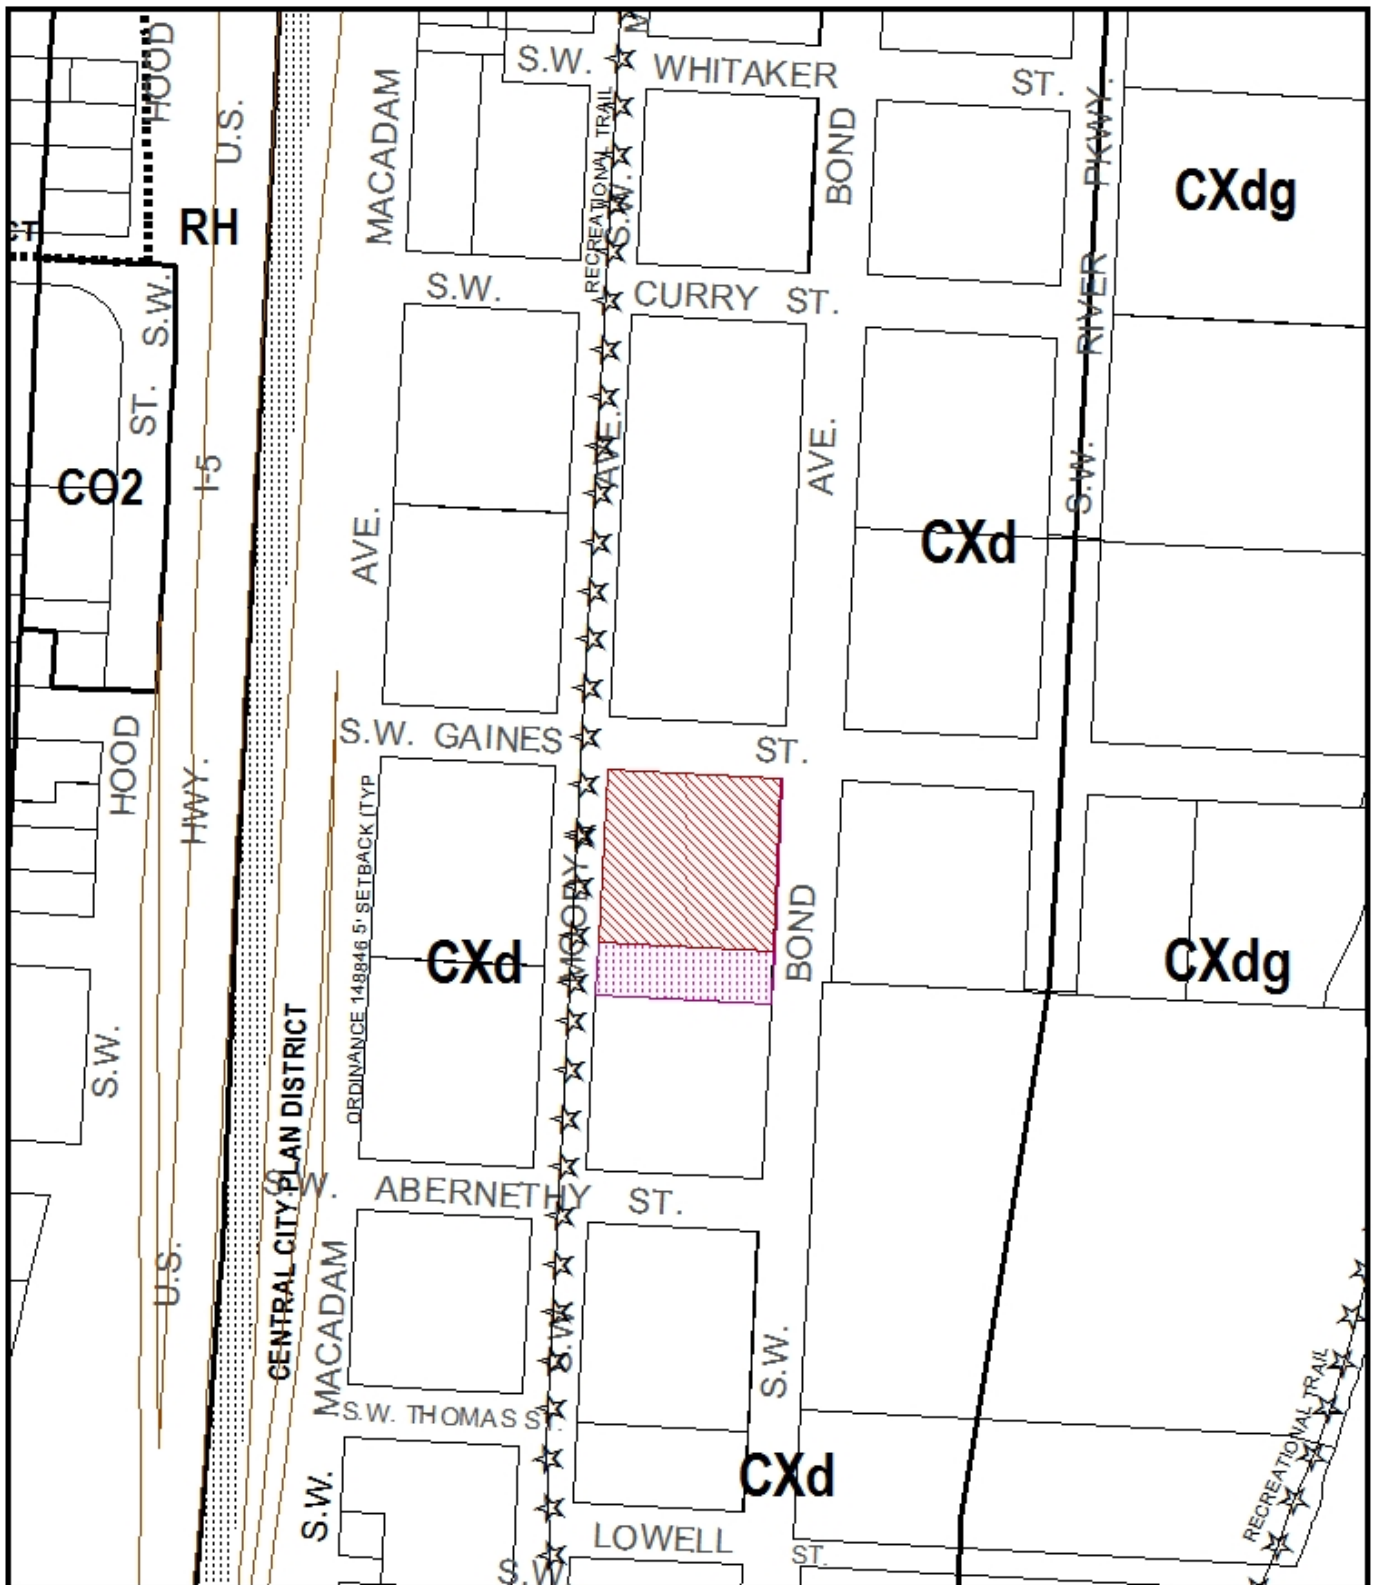 HOOD
U.S.
MACADAM
S.W. WHITAKER ST.
RECREATIONAL TRAIL
S.W.
BOND
PKWY.
CXdg
RH
CT
S.W.
S.W. CURRY ST.
RIVER
ST.
I-5
CO2
AVE.
AVE.
AVE.
S.W.
CXd
S.W. GAINES ST.
HOOD
HWY.
ORDINANCE 148846 5' SETBACK (TYP
MOODY
BOND
CXd
CXdg
S.W.
CENTRAL CITY PLAN DISTRICT
S.W. ABERNETHY ST.
U.S.
MACADAM
S.W.
S.W.
S.W. THOMAS S
RECREATIONAL TRAIL
CXd
S.W.
LOWELL ST.
S.W.